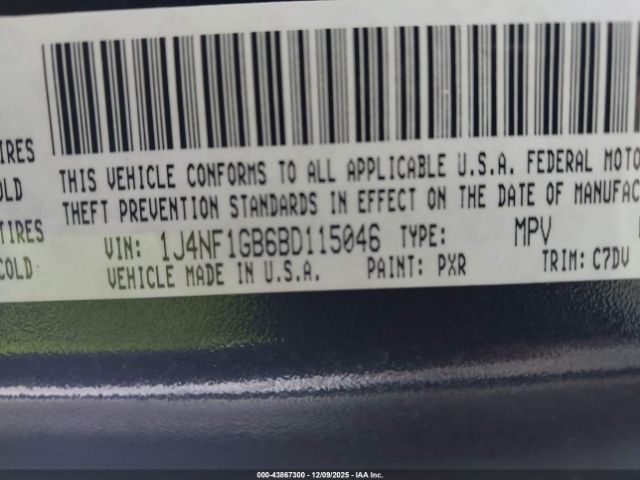 THIS VEHICLE CONFORMS TO ALL APPLICABLE U.S.A. FEDERAL MOTO
THEFT PREVENTION STANDARDS IN EFFECT ON THE DATE OF MANUFAC
VIN: 1J4NF1GB6BD115046 TYPE: MPV
VEHICLE MADE IN U.S.A. PAINT: PXR TRIM: C7DV
IRES
OLD
TIRES
COLD
000-43867300 - 12/09/2025 - IAA Inc.